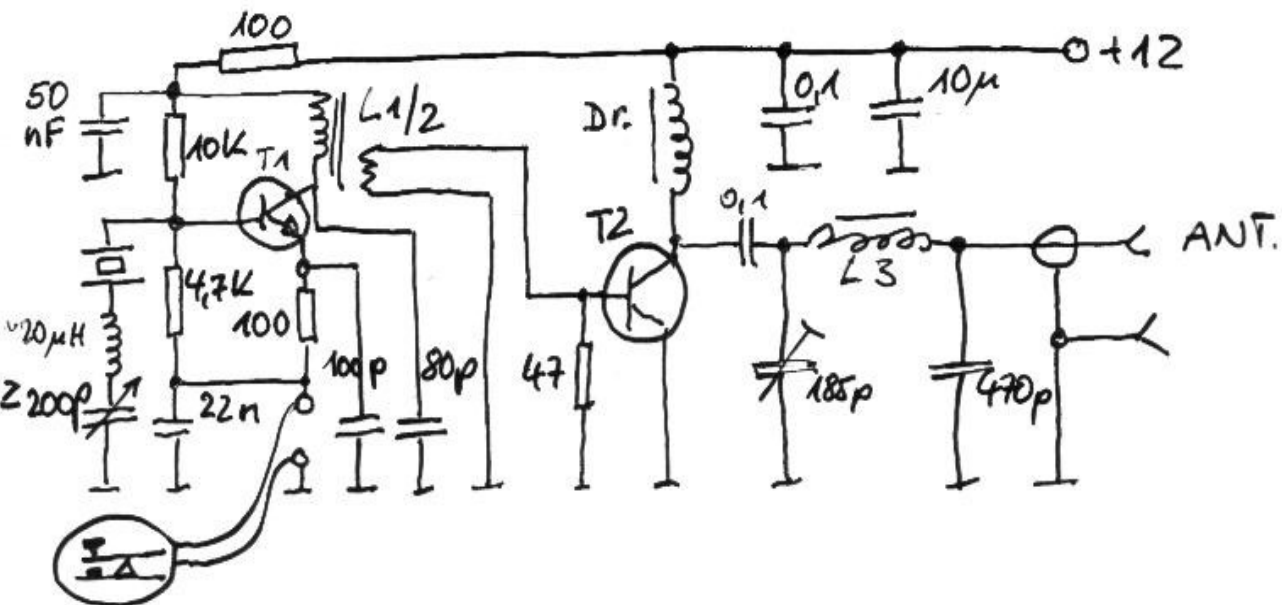 100
+12
50
nF
10K
T1
L1/2
Dr.
0,1
10µ
0,1
T2
ANT.
L3
4,7K
100
~20µH
200p
22n
100p
80p
47
185p
470p